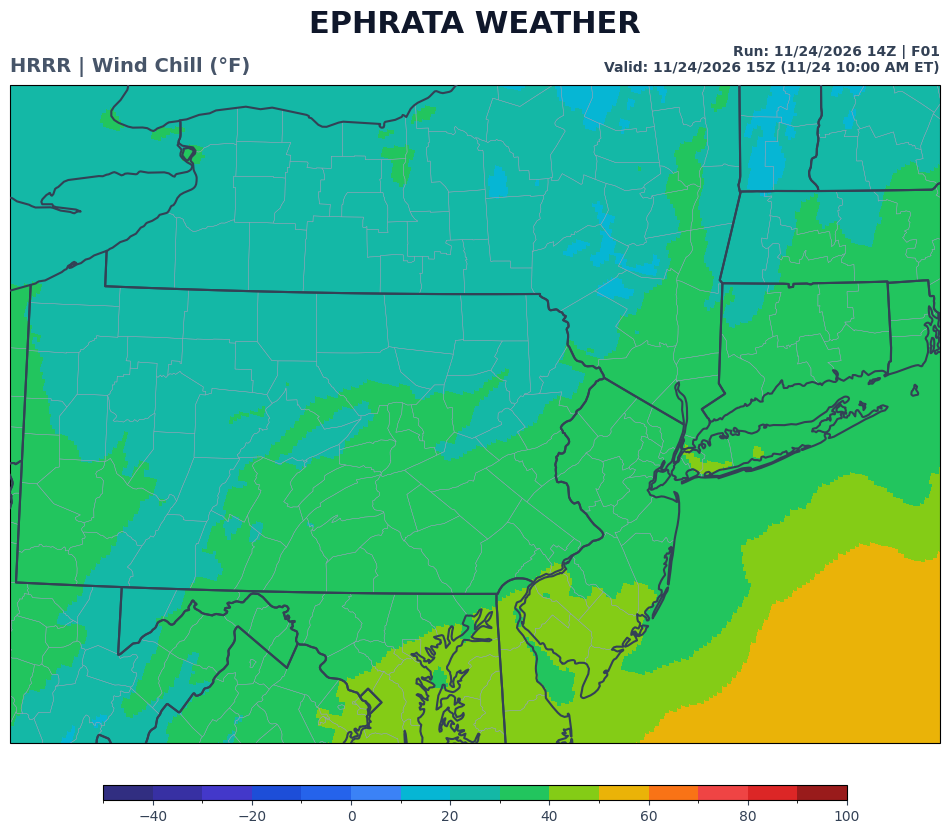 EPHRATA WEATHER
HRRR | Wind Chill (°F)
Run: 11/24/2026 14Z | F01
Valid: 11/24/2026 15Z (11/24 10:00 AM ET)
−40 −20 0 20 40 60 80 100